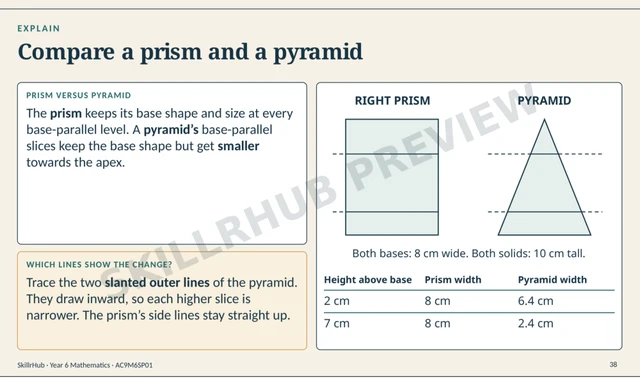 EXPLAIN
Compare a prism and a pyramid
PRISM VERSUS PYRAMID
The prism keeps its base shape and size at every
base-parallel level. A pyramid's base-parallel
slices keep the base shape but get smaller
towards the apex.
WHICH LINES SHOW THE CHANGE?
Trace the two slanted outer lines of the pyramid.
They draw inward, so each higher slice is
narrower. The prism's side lines stay straight up.
RIGHT PRISM PYRAMID
Both bases: 8 cm wide. Both solids: 10 cm tall.
Height above base Prism width Pyramid width
2 cm 8 cm 6.4 cm
7 cm 8 cm 2.4 cm
SKILLRHUB PREVIEW
SkillrHub · Year 6 Mathematics · AC9M6SP01 38